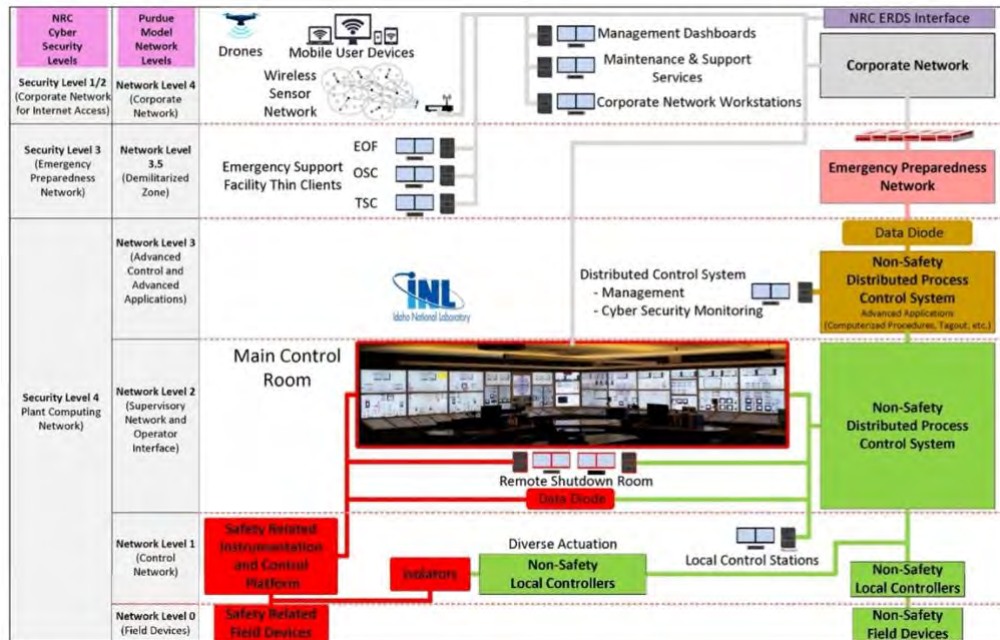 NRC
Cyber
Security
Levels
Purdue
Model
Network
Levels
Drones
Mobile User Devices
Wireless
Sensor
Network
Management Dashboards
Maintenance & Support
Services
Corporate Network Workstations
NRC ERDS Interface
Corporate Network
Security Level 1/2
(Corporate Network
for Internet Access)
Network Level 4
(Corporate
Network)
Security Level 3
(Emergency
Preparedness
Network)
Network Level
3.5
(Demilitarized
Zone)
Emergency Support
Facility Thin Clients
EOF
OSC
TSC
Emergency Preparedness
Network
Data Diode
Network Level 3
(Advanced
Control and
Advanced
Applications)
INL
Idaho National Laboratory
Distributed Control System
- Management
- Cyber Security Monitoring
Non-Safety
Distributed Process
Control System
Advanced Applications
(Computerized Procedures, Tagout, etc.)
Security Level 4
Plant Computing
Network)
Network Level 2
(Supervisory
Network and
Operator
Interface)
Main Control
Room
Non-Safety
Distributed Process
Control System
Remote Shutdown Room
Data Diode
Network Level 1
(Control
Network)
Safety Related
Instrumentation
and Control
Platform
Isolators
Diverse Actuation
Non-Safety
Local Controllers
Local Control Stations
Non-Safety
Local Controllers
Network Level 0
(Field Devices)
Safety Related
Field Devices
Non-Safety
Field Devices